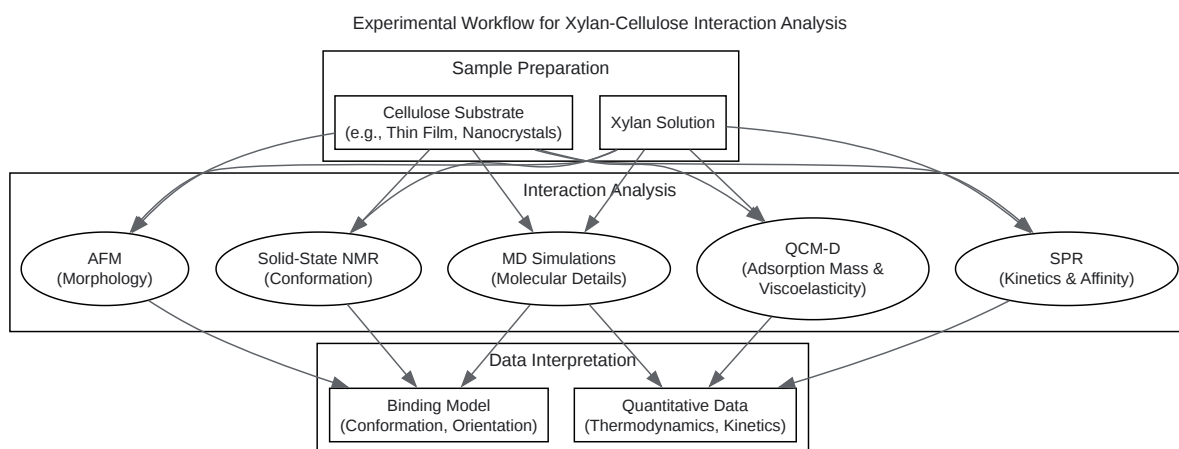 Experimental Workflow for Xylan-Cellulose Interaction Analysis
Sample Preparation
Cellulose Substrate
(e.g., Thin Film, Nanocrystals)
Xylan Solution
Interaction Analysis
AFM
(Morphology)
Solid-State NMR
(Conformation)
MD Simulations
(Molecular Details)
QCM-D
(Adsorption Mass &
Viscoelasticity)
SPR
(Kinetics & Affinity)
Data Interpretation
Binding Model
(Conformation, Orientation)
Quantitative Data
(Thermodynamics, Kinetics)